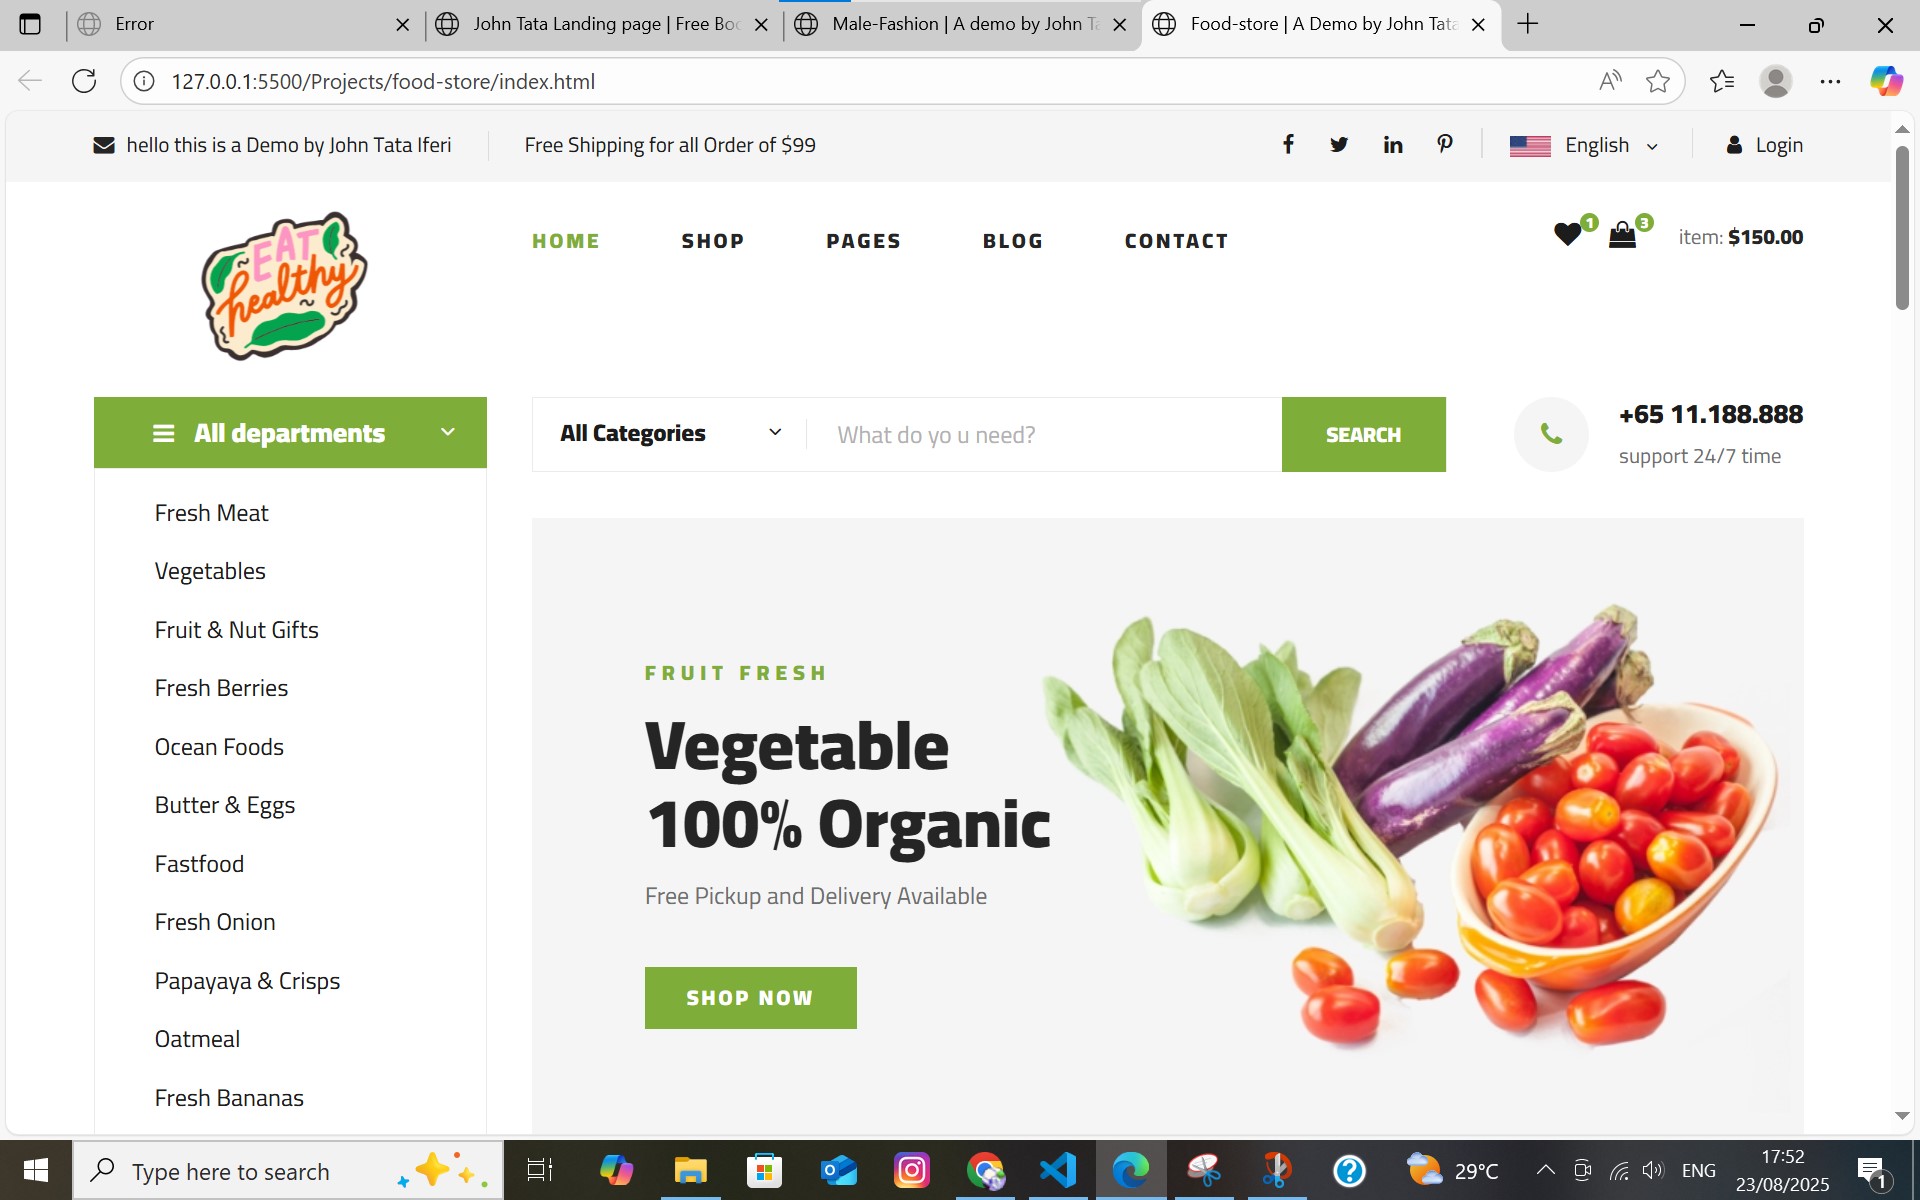 Error
John Tata Landing page | Free Boo
Male-Fashion | A demo by John Ta
Food-store | A Demo by John Tata
127.0.0.1:5500/Projects/food-store/index.html
hello this is a Demo by John Tata Iferi
Free Shipping for all Order of $99
English
Login
EAT
healthy
HOME
SHOP
PAGES
BLOG
CONTACT
1
3
item: $150.00
All departments
All Categories
What do yo u need?
SEARCH
+65 11.188.888
support 24/7 time
Fresh Meat
Vegetables
Fruit & Nut Gifts
Fresh Berries
Ocean Foods
Butter & Eggs
Fastfood
Fresh Onion
Papayaya & Crisps
Oatmeal
Fresh Bananas
FRUIT FRESH
Vegetable
100% Organic
Free Pickup and Delivery Available
SHOP NOW
Type here to search
29°C
ENG
17:52
23/08/2025
1